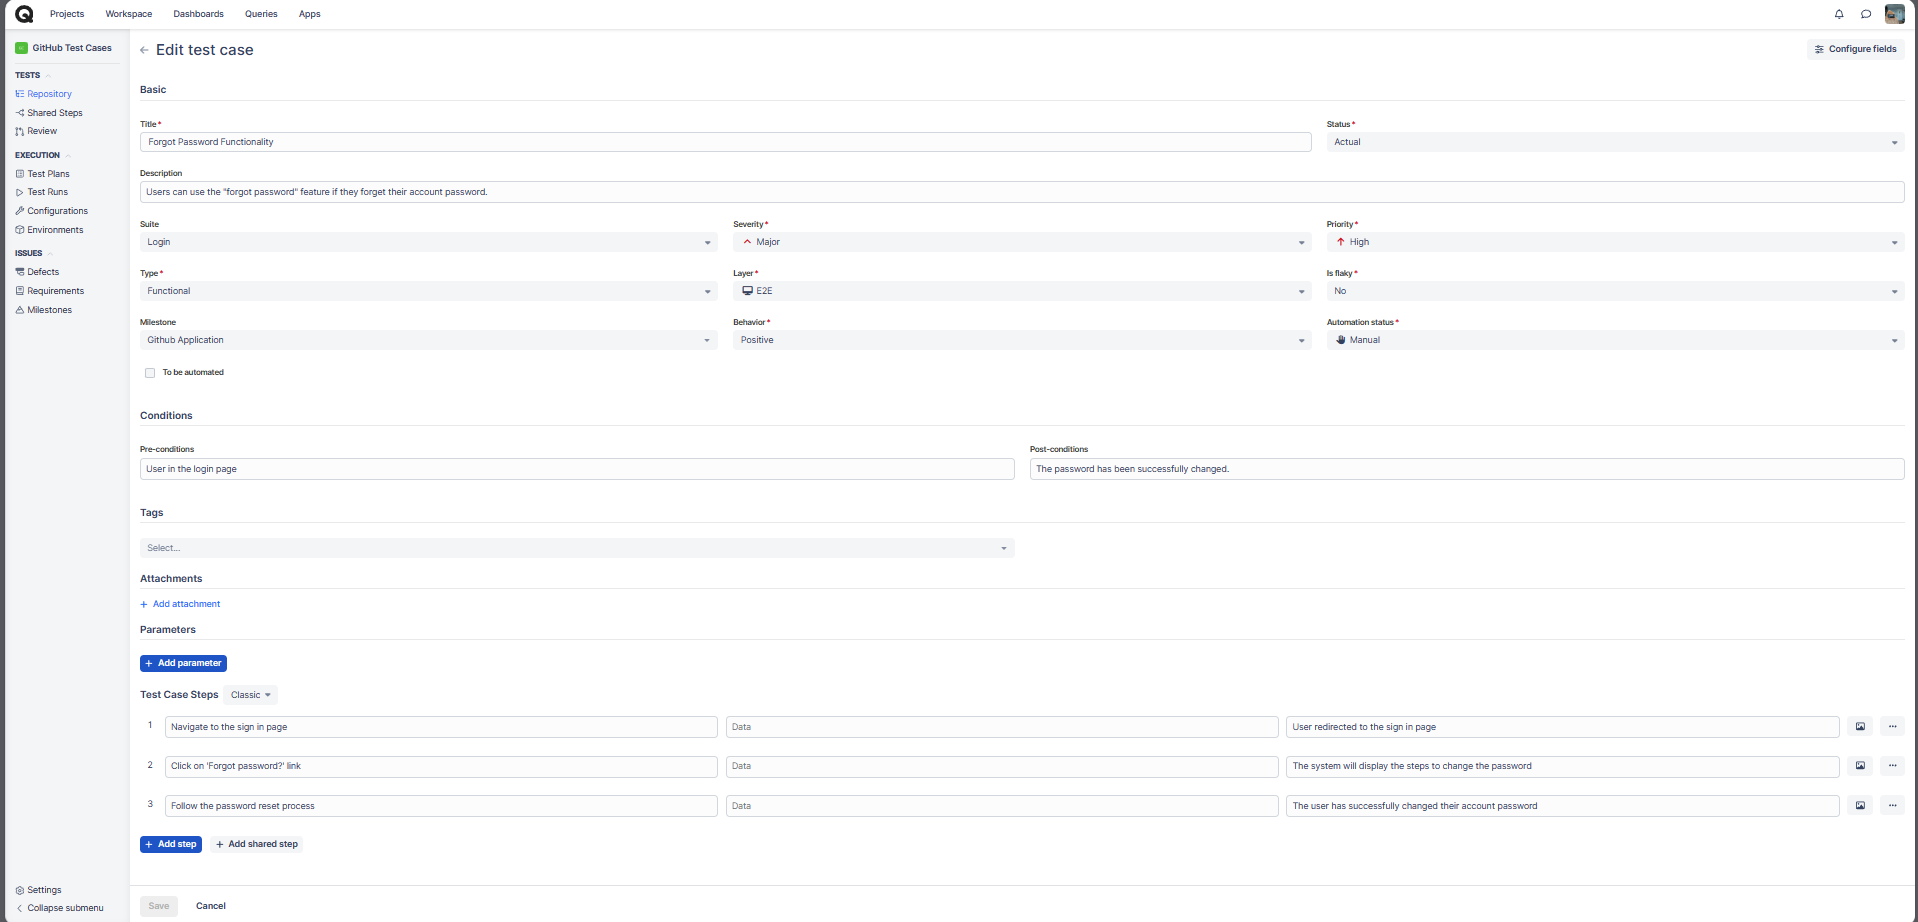 Projects Workspace Dashboards Queries Apps
GitHub Test Cases
TESTS
Repository
Shared Steps
Review
EXECUTION
Test Plans
Test Runs
Configurations
Environments
ISSUES
Defects
Requirements
Milestones
Settings
Collapse submenu
Edit test case
Configure fields
Basic
Title*
Forgot Password Functionality
Status*
Actual
Description
Users can use the "forgot password" feature if they forget their account password.
Suite
Login
Severity*
Major
Priority*
High
Type*
Functional
Layer*
E2E
Is flaky*
No
Milestone
Github Application
Behavior*
Positive
Automation status*
Manual
To be automated
Conditions
Pre-conditions
User in the login page
Post-conditions
The password has been successfully changed.
Tags
Select...
Attachments
+ Add attachment
Parameters
+ Add parameter
Test Case Steps Classic
1 Navigate to the sign in page Data User redirected to the sign in page
2 Click on 'Forgot password?' link Data The system will display the steps to change the password
3 Follow the password reset process Data The user has successfully changed their account password
+ Add step + Add shared step
Save Cancel